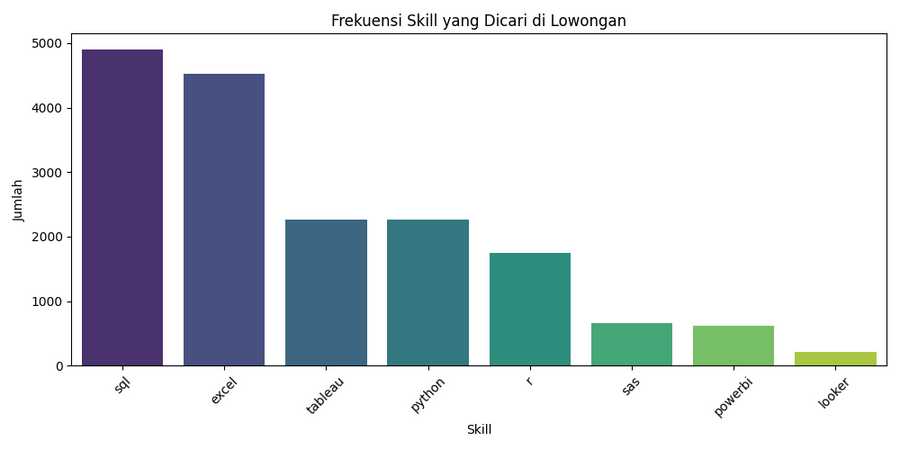 Frekuensi Skill yang Dicari di Lowongan
Jumlah
5000
4000
3000
2000
1000
0
sql
excel
tableau
python
r
sas
powerbi
looker
Skill